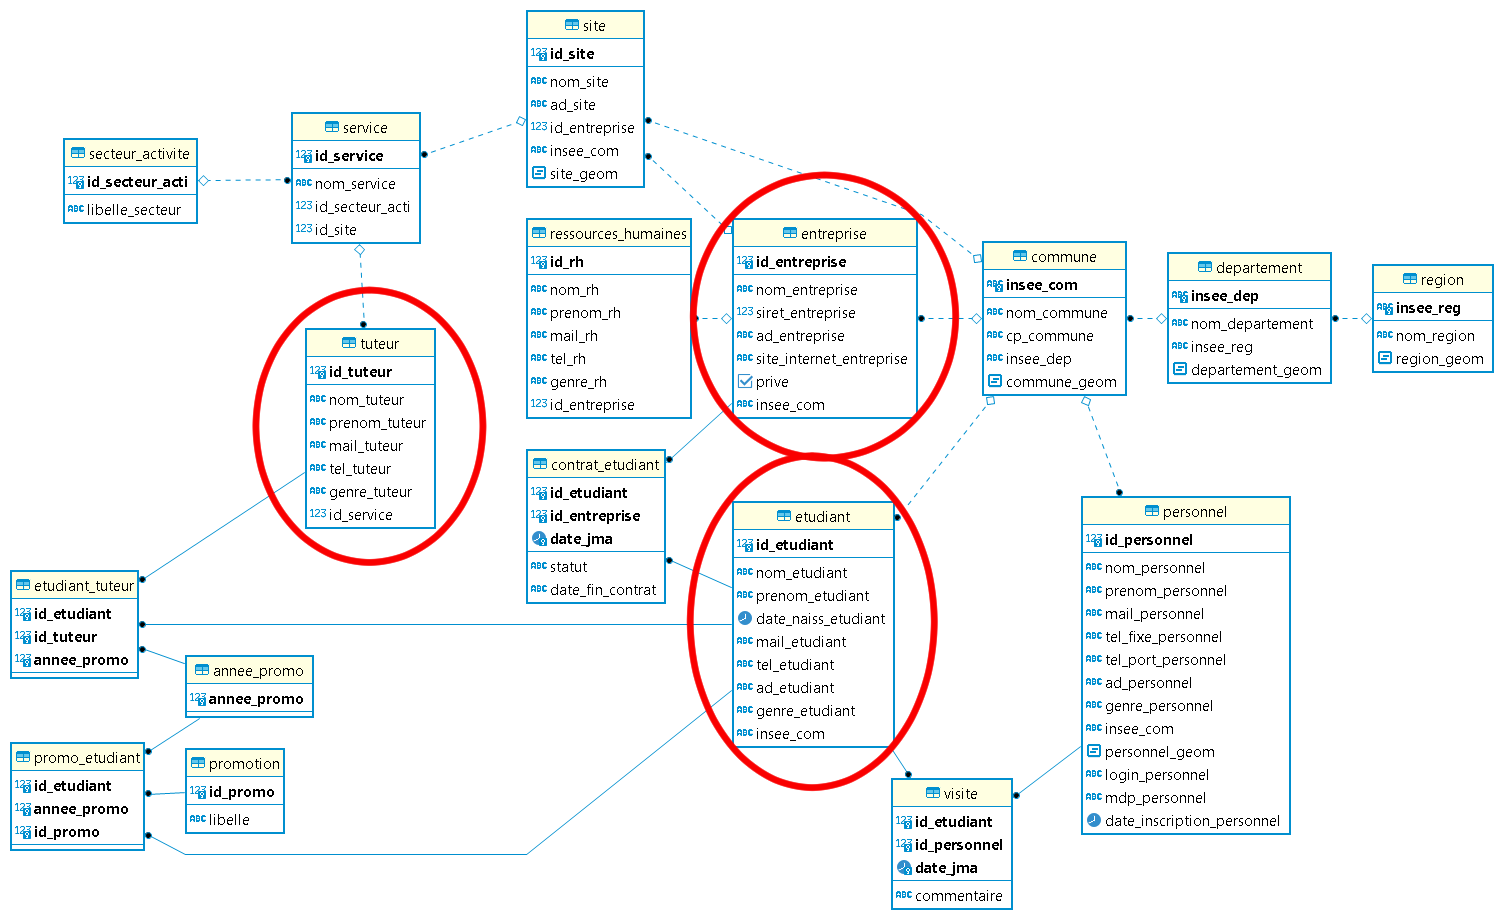 site
id_site
nom_site
ad_site
id_entreprise
insee_com
site_geom
service
id_service
nom_service
id_secteur_acti
id_site
secteur_activite
id_secteur_acti
libelle_secteur
ressources_humaines
id_rh
nom_rh
prenom_rh
mail_rh
tel_rh
genre_rh
id_entreprise
entreprise
id_entreprise
nom_entreprise
siret_entreprise
ad_entreprise
site_internet_entreprise
prive
insee_com
commune
insee_com
nom_commune
cp_commune
insee_dep
commune_geom
departement
insee_dep
nom_departement
insee_reg
departement_geom
region
insee_reg
nom_region
region_geom
tuteur
id_tuteur
nom_tuteur
prenom_tuteur
mail_tuteur
tel_tuteur
genre_tuteur
id_service
contrat_etudiant
id_etudiant
id_entreprise
date_jma
statut
date_fin_contrat
etudiant
id_etudiant
nom_etudiant
prenom_etudiant
date_naiss_etudiant
mail_etudiant
tel_etudiant
ad_etudiant
genre_etudiant
insee_com
personnel
id_personnel
nom_personnel
prenom_personnel
mail_personnel
tel_fixe_personnel
tel_port_personnel
ad_personnel
genre_personnel
insee_com
personnel_geom
login_personnel
mdp_personnel
date_inscription_personnel
etudiant_tuteur
id_etudiant
id_tuteur
annee_promo
annee_promo
annee_promo
promo_etudiant
id_etudiant
annee_promo
id_promo
promotion
id_promo
libelle
visite
id_etudiant
id_personnel
date_jma
commentaire